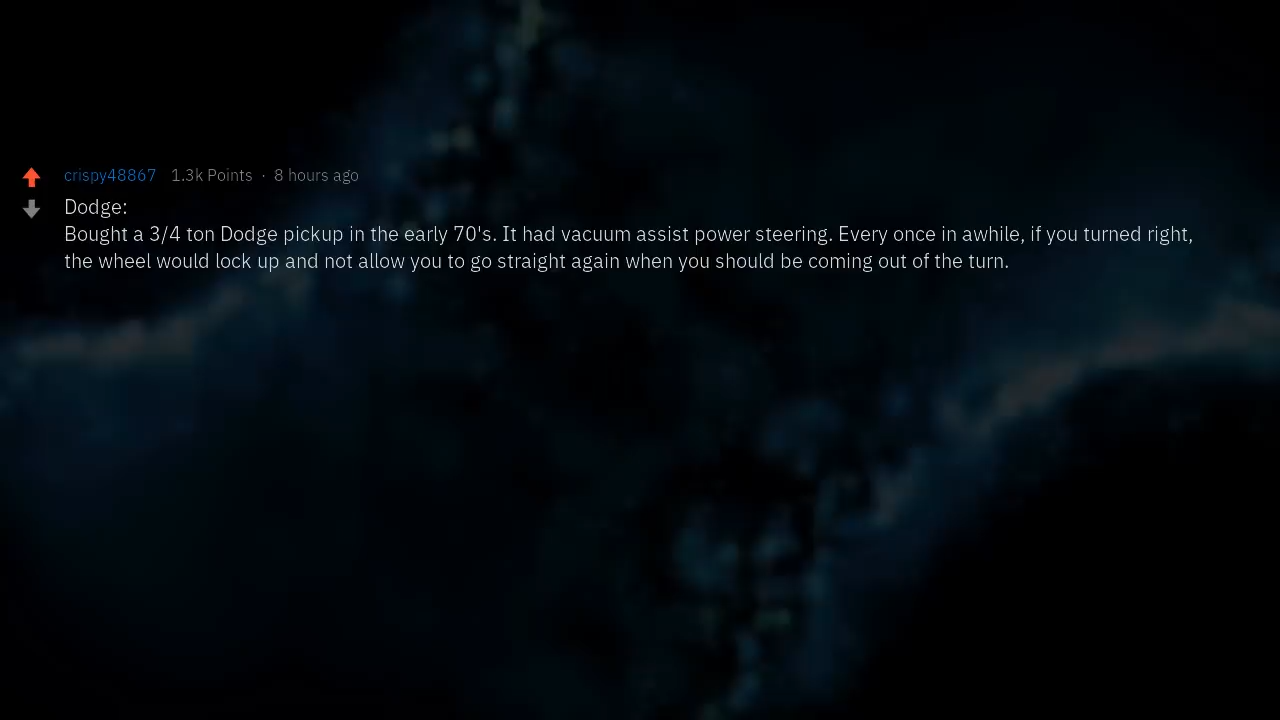 crispy48867 1.3k Points · 8 hours ago
Dodge:
Bought a 3/4 ton Dodge pickup in the early 70's. It had vacuum assist power steering. Every once in awhile, if you turned right,
the wheel would lock up and not allow you to go straight again when you should be coming out of the turn.